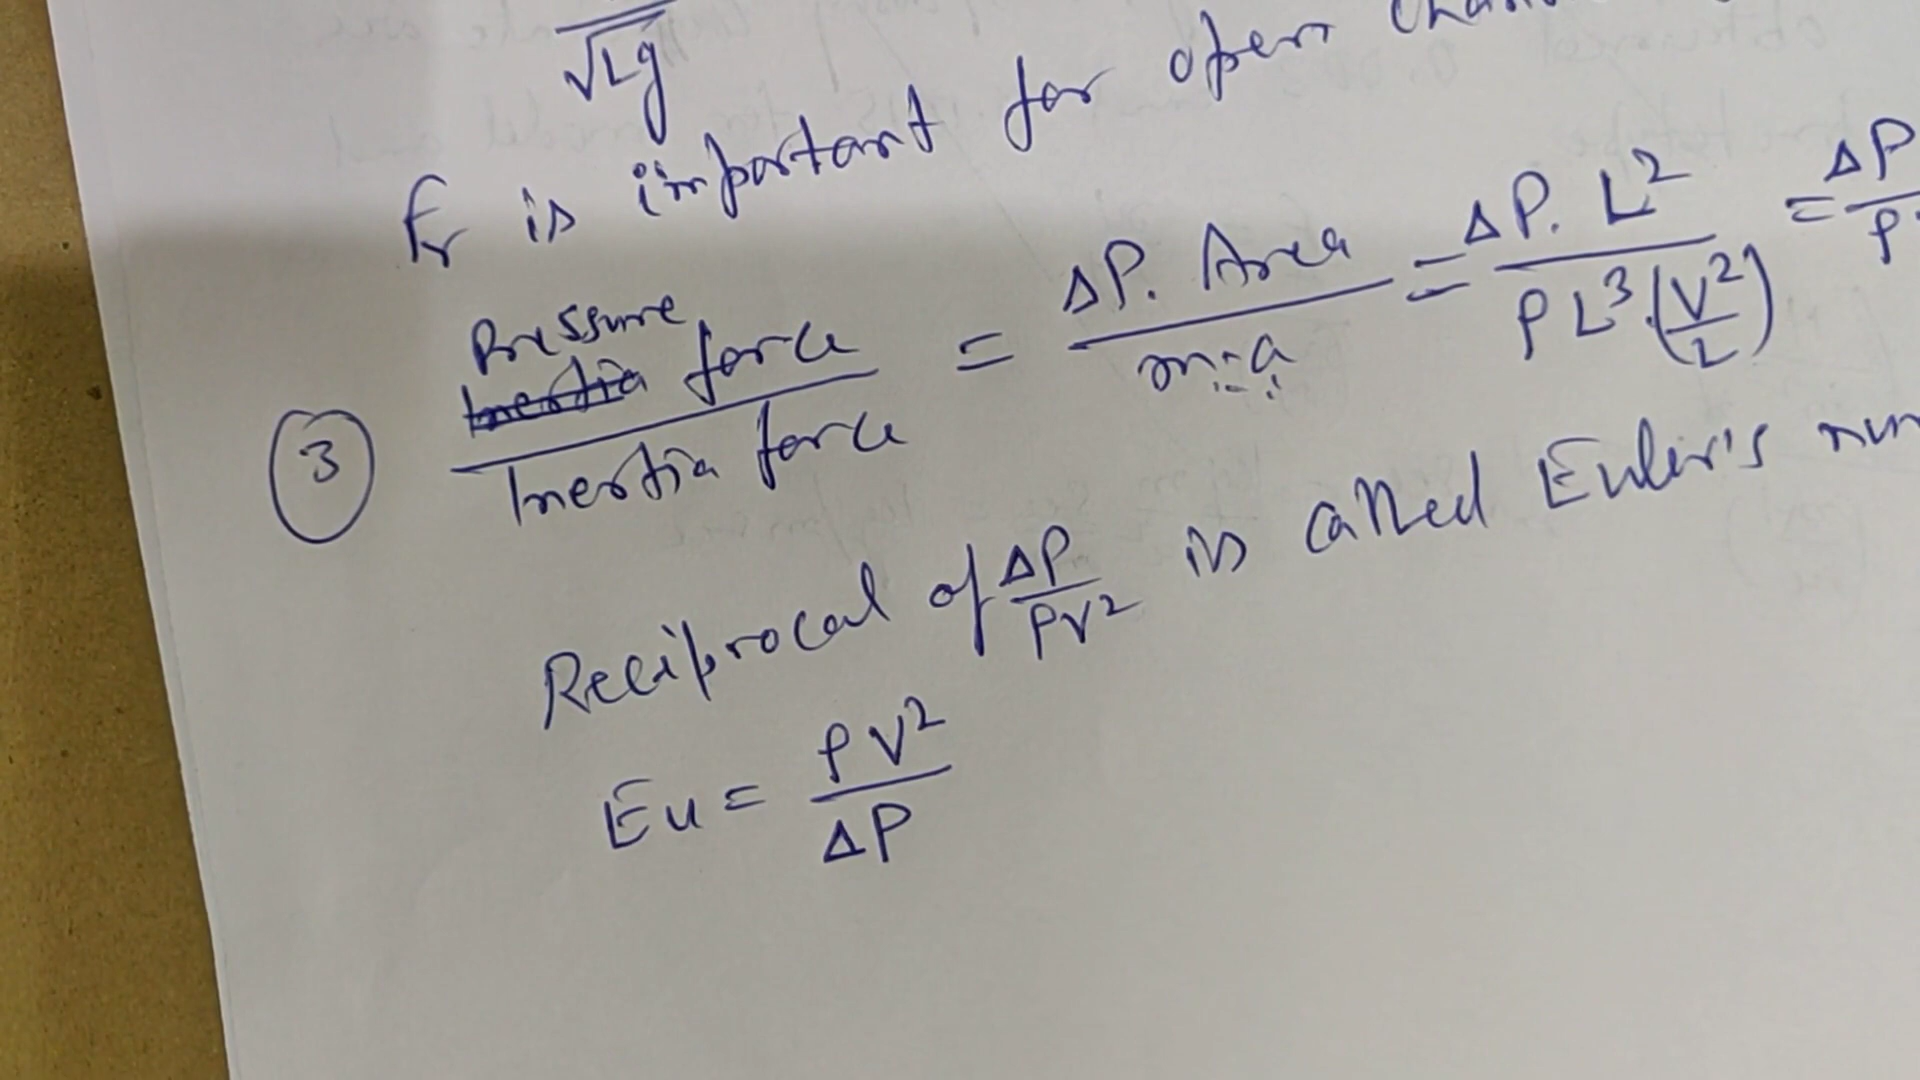 √Lg
Fr is important for open
③ Pressure force / Inertia force = ΔP. Area / m·a = ΔP. L² / ρL³.(V²/L) = ΔP / ρ
Reciprocal of ΔP/ρV² is called Euler's
Eu = ρV² / ΔP